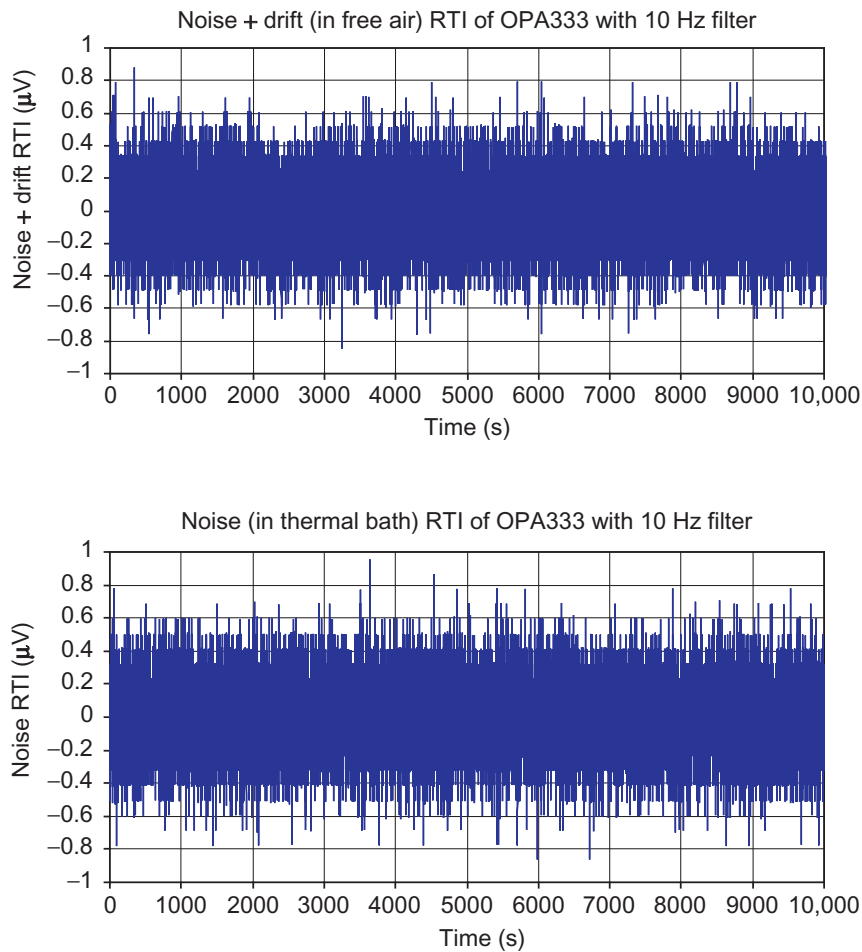 Noise + drift (in free air) RTI of OPA333 with 10 Hz filter
Noise + drift RTI (μV)
1
0.8
0.6
0.4
0.2
0
−0.2
−0.4
−0.6
−0.8
−1
0 1000 2000 3000 4000 5000 6000 7000 8000 9000 10,000
Time (s)
Noise (in thermal bath) RTI of OPA333 with 10 Hz filter
Noise RTI (μV)
1
0.8
0.6
0.4
0.2
0
−0.2
−0.4
−0.6
−0.8
−1
0 1000 2000 3000 4000 5000 6000 7000 8000 9000 10,000
Time (s)